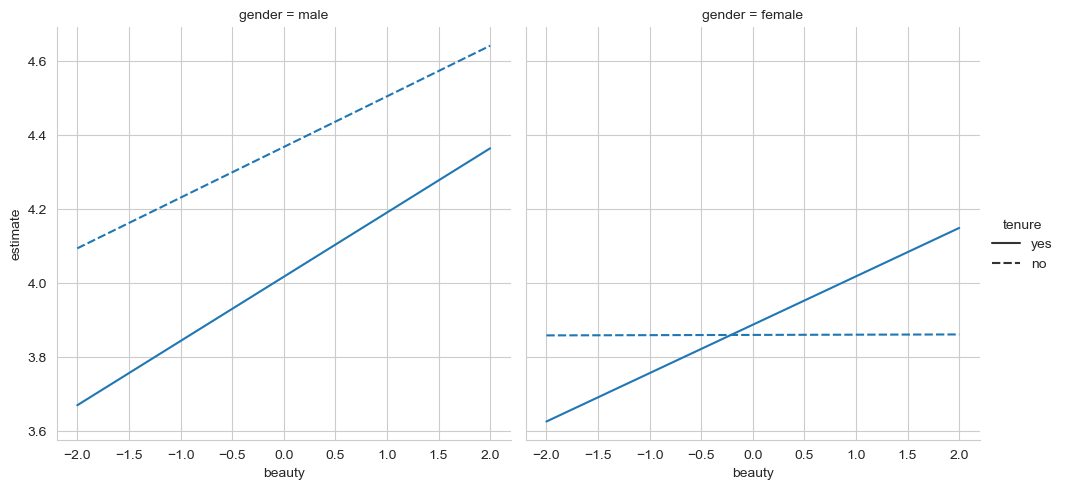 gender = male
gender = female
4.6
4.4
4.2
4.0
3.8
3.6
estimate
−2.0 −1.5 −1.0 −0.5 0.0 0.5 1.0 1.5 2.0
−2.0 −1.5 −1.0 −0.5 0.0 0.5 1.0 1.5 2.0
beauty
beauty
tenure
yes
no